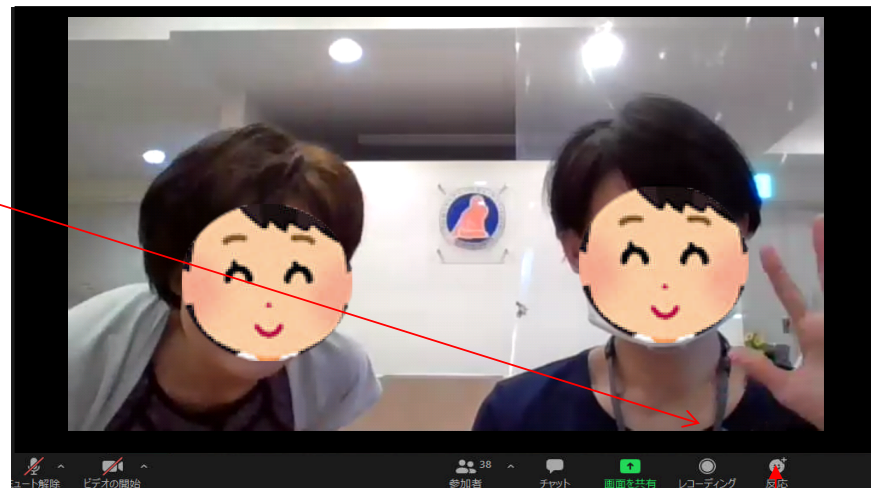 ュート解除 ビデオの開始 参加者 38 チャット 画面を共有 レコーディング 反応